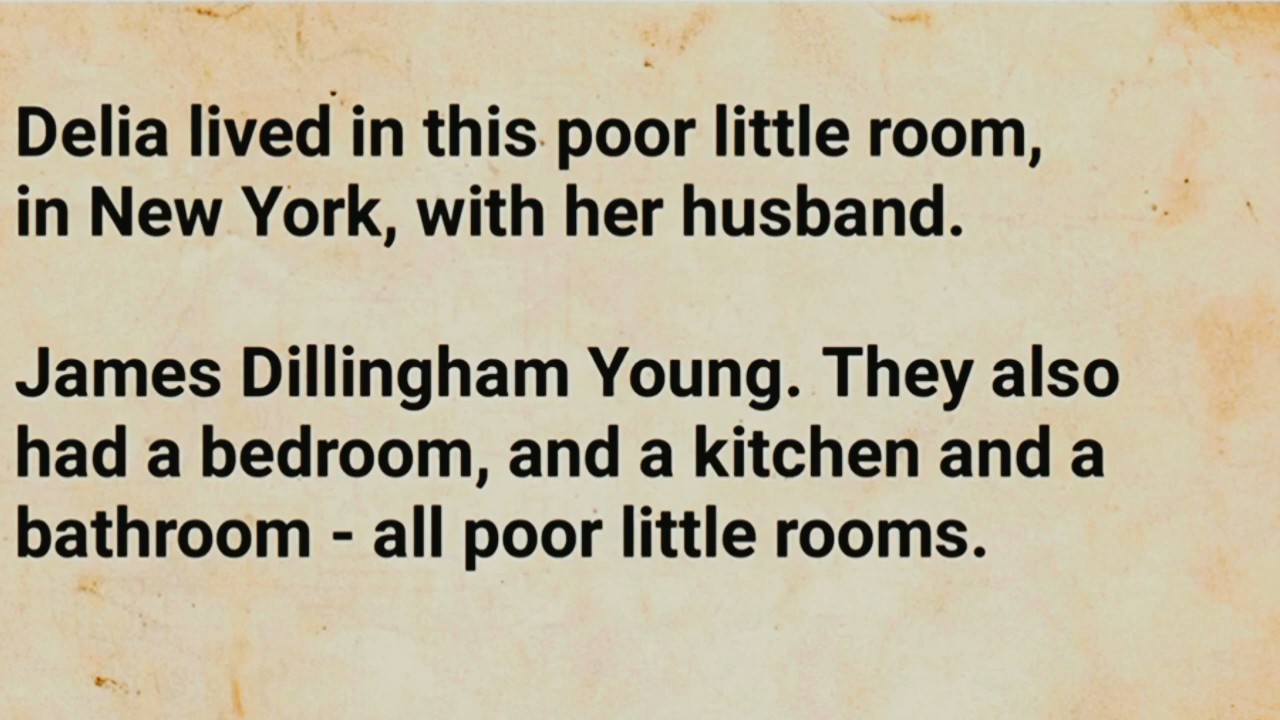 Delia lived in this poor little room,
in New York, with her husband.
James Dillingham Young. They also
had a bedroom, and a kitchen and a
bathroom - all poor little rooms.